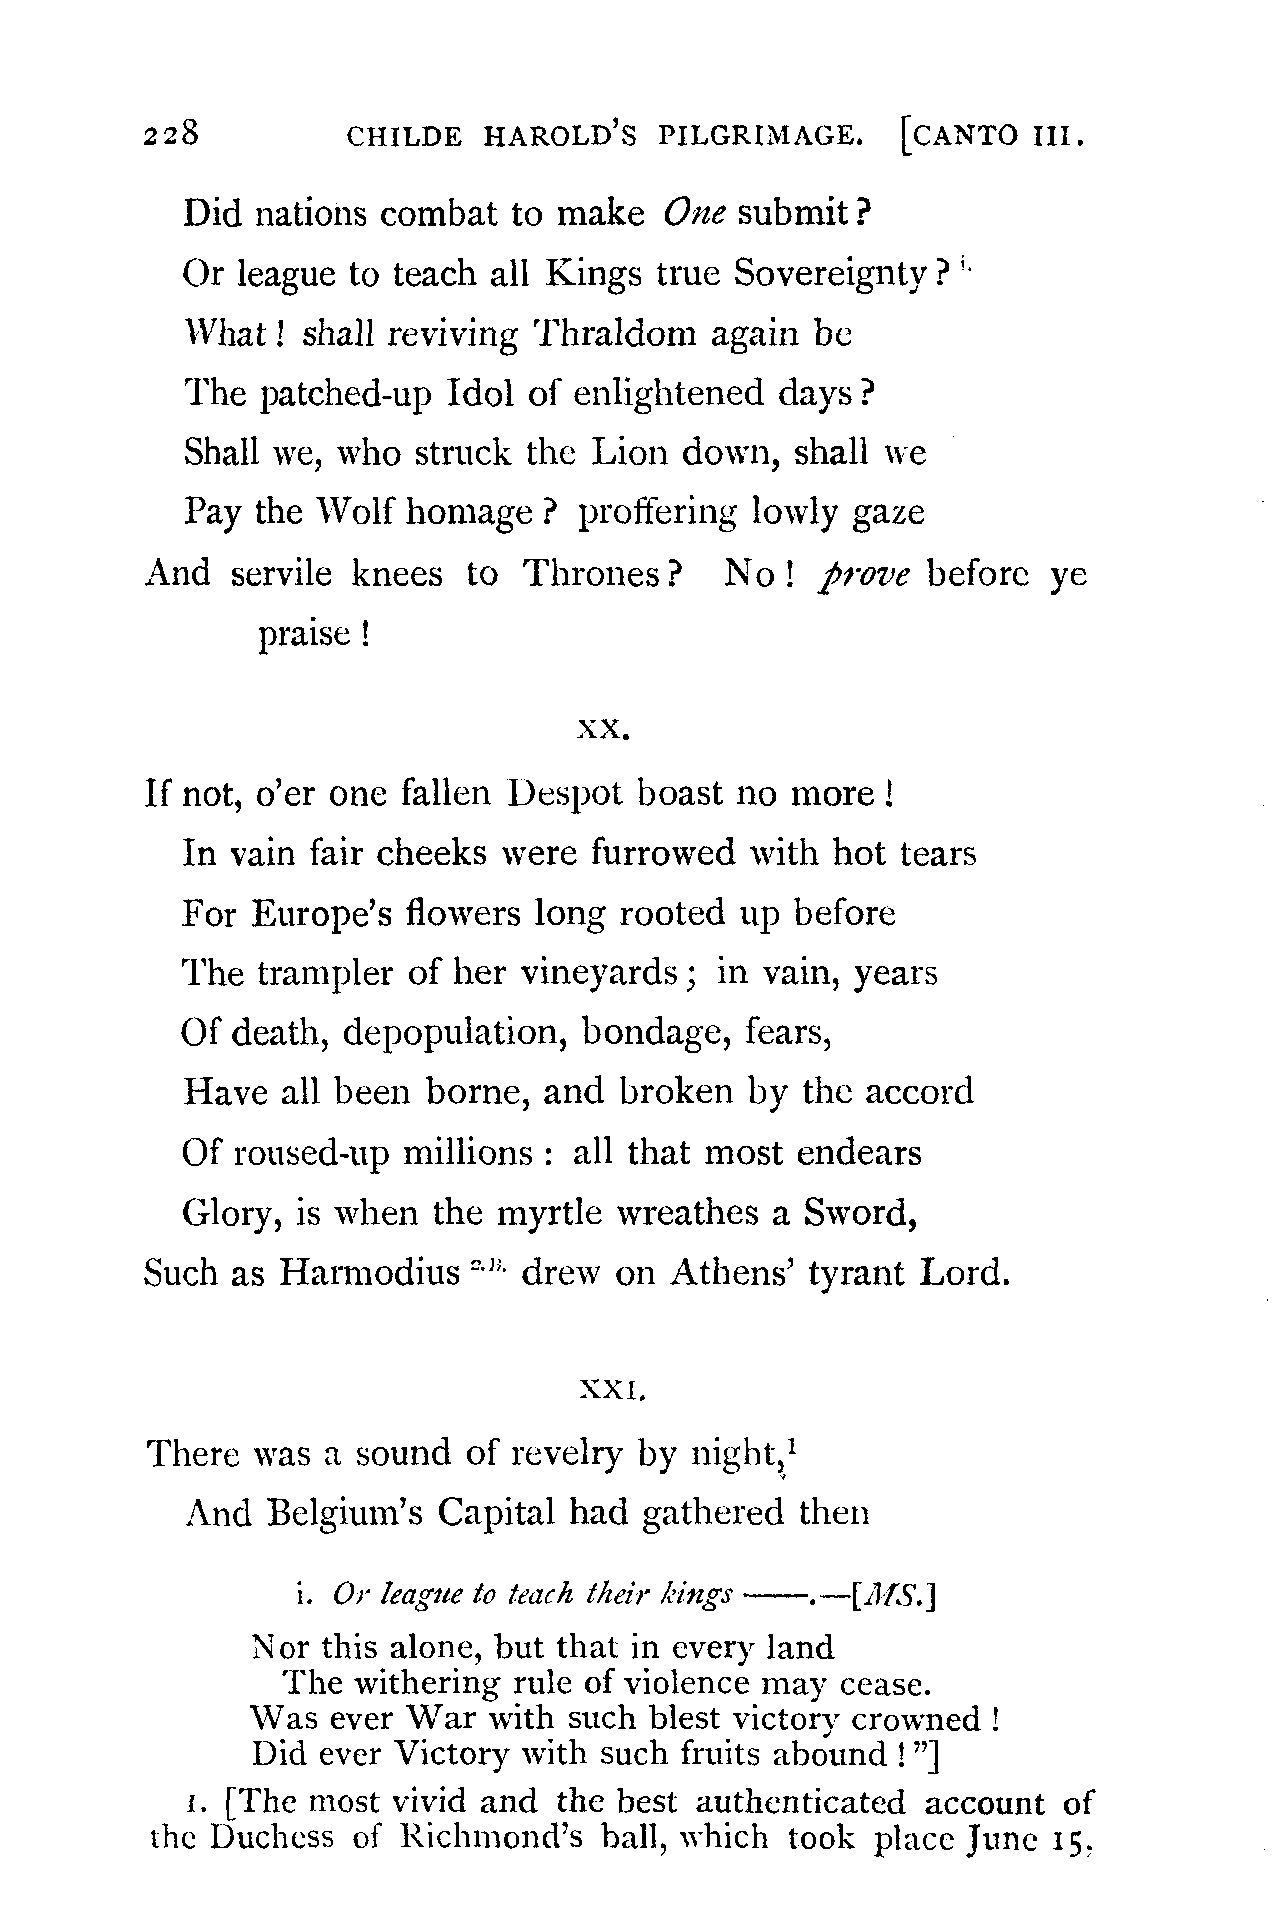 228 CHILDE HAROLD'S PILGRIMAGE. [CANTO III.
Did nations combat to make One submit?
Or league to teach all Kings true Sovereignty? i.
What! shall reviving Thraldom again be
The patched-up Idol of enlightened days?
Shall we, who struck the Lion down, shall we
Pay the Wolf homage? proffering lowly gaze
And servile knees to Thrones? No! prove before ye
praise!
XX.
If not, o'er one fallen Despot boast no more!
In vain fair cheeks were furrowed with hot tears
For Europe's flowers long rooted up before
The trampler of her vineyards; in vain, years
Of death, depopulation, bondage, fears,
Have all been borne, and broken by the accord
Of roused-up millions: all that most endears
Glory, is when the myrtle wreathes a Sword,
Such as Harmodius 2.B. drew on Athens' tyrant Lord.
XXI.
There was a sound of revelry by night,1
And Belgium's Capital had gathered then
i. Or league to teach their kings ——.—[MS.]
Nor this alone, but that in every land
The withering rule of violence may cease.
Was ever War with such blest victory crowned!
Did ever Victory with such fruits abound!"]
1. [The most vivid and the best authenticated account of
the Duchess of Richmond's ball, which took place June 15,